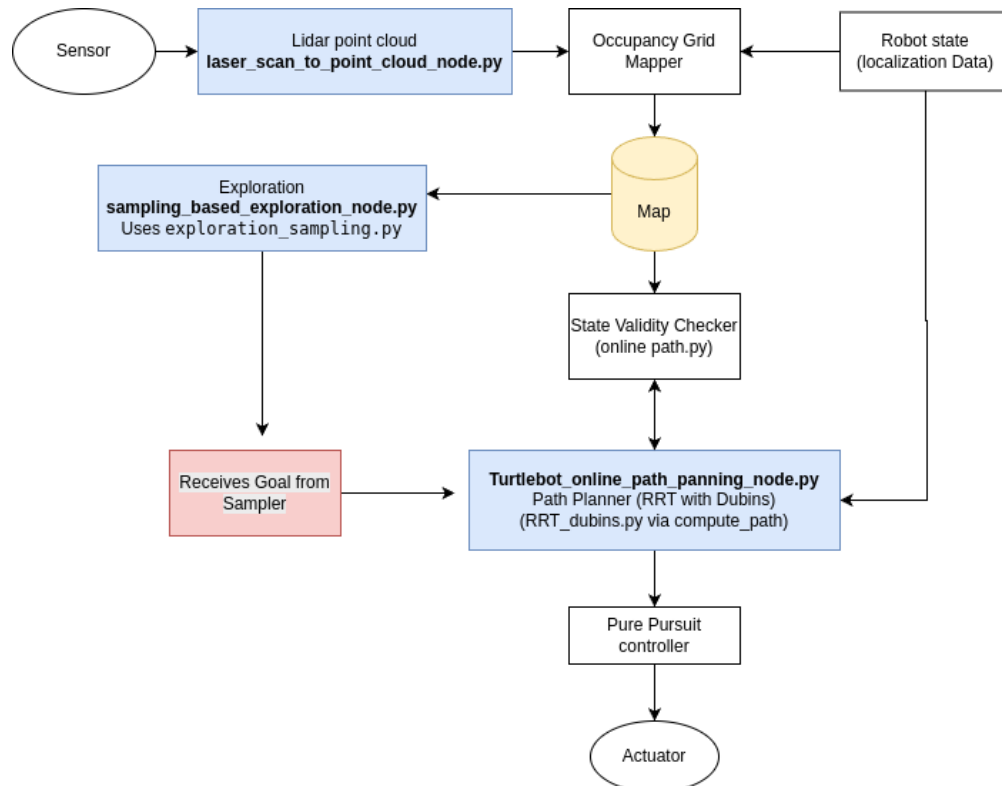 Sensor
Lidar point cloud
laser_scan_to_point_cloud_node.py
Occupancy Grid
Mapper
Robot state
(localization Data)
Exploration
sampling_based_exploration_node.py
Uses exploration_sampling.py
Map
State Validity Checker
(online path.py)
Receives Goal from
Sampler
Turtlebot_online_path_panning_node.py
Path Planner (RRT with Dubins)
(RRT_dubins.py via compute_path)
Pure Pursuit
controller
Actuator